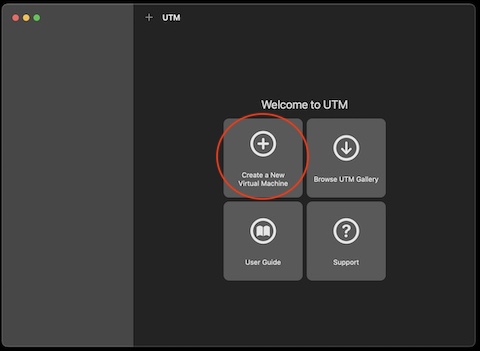 UTM
Welcome to UTM
Create a New
Virtual Machine
Browse UTM Gallery
User Guide
Support